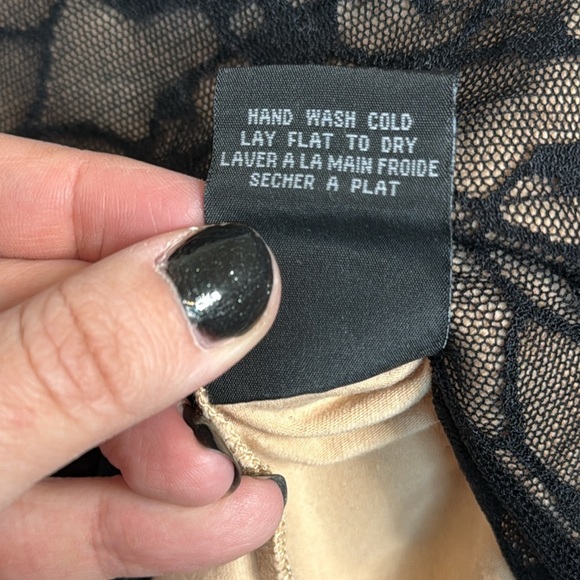 HAND WASH COLD
LAY FLAT TO DRY
LAVER A LA MAIN FROIDE
SECHER A PLAT